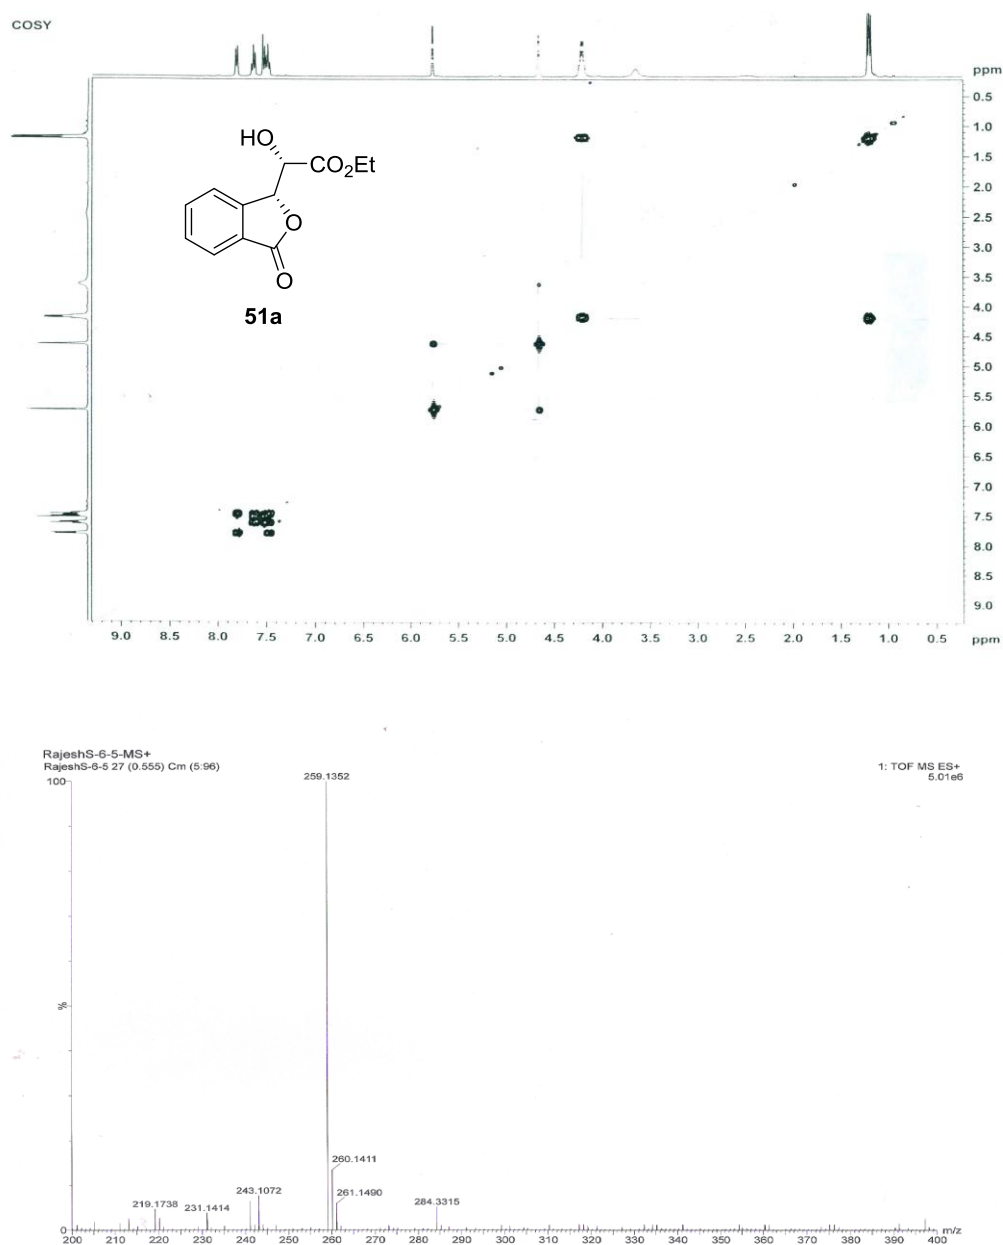 COSY
ppm
0.5
1.0
1.5
2.0
2.5
3.0
3.5
4.0
4.5
5.0
5.5
6.0
6.5
7.0
7.5
8.0
8.5
9.0
HO
CO2Et
O
O
51a
9.0 8.5 8.0 7.5 7.0 6.5 6.0 5.5 5.0 4.5 4.0 3.5 3.0 2.5 2.0 1.5 1.0 0.5 ppm
RajeshS-6-5-MS+
RajeshS-6-5 27 (0.555) Cm (5:96)
1: TOF MS ES+
5.01e6
100
259.1352
%
260.1411
261.1490
243.1072
219.1738
231.1414
284.3315
0
200 210 220 230 240 250 260 270 280 290 300 310 320 330 340 350 360 370 380 390 400 m/z